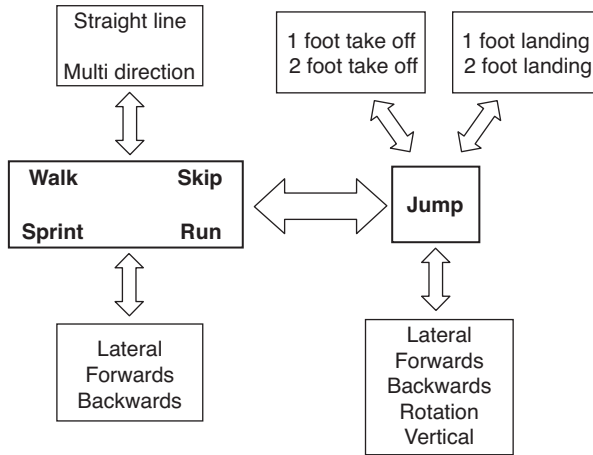 Straight line
Multi direction
1 foot take off
2 foot take off
1 foot landing
2 foot landing
Walk Skip
Sprint Run
Jump
Lateral
Forwards
Backwards
Lateral
Forwards
Backwards
Rotation
Vertical